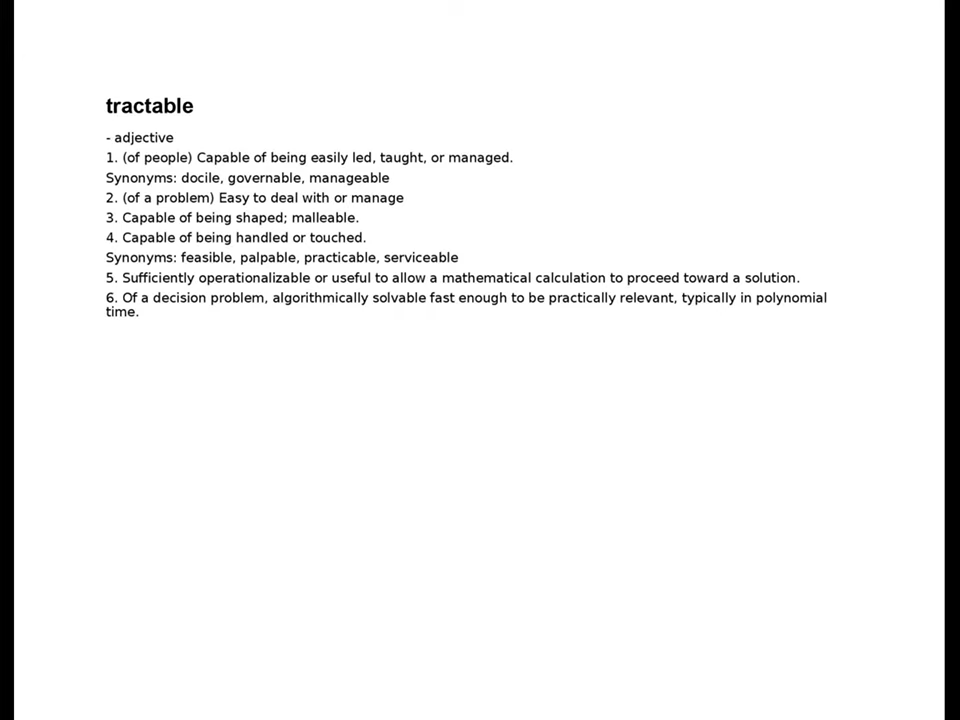 tractable
- adjective
1. (of people) Capable of being easily led, taught, or managed.
Synonyms: docile, governable, manageable
2. (of a problem) Easy to deal with or manage
3. Capable of being shaped; malleable.
4. Capable of being handled or touched.
Synonyms: feasible, palpable, practicable, serviceable
5. Sufficiently operationalizable or useful to allow a mathematical calculation to proceed toward a solution.
6. Of a decision problem, algorithmically solvable fast enough to be practically relevant, typically in polynomial
time.